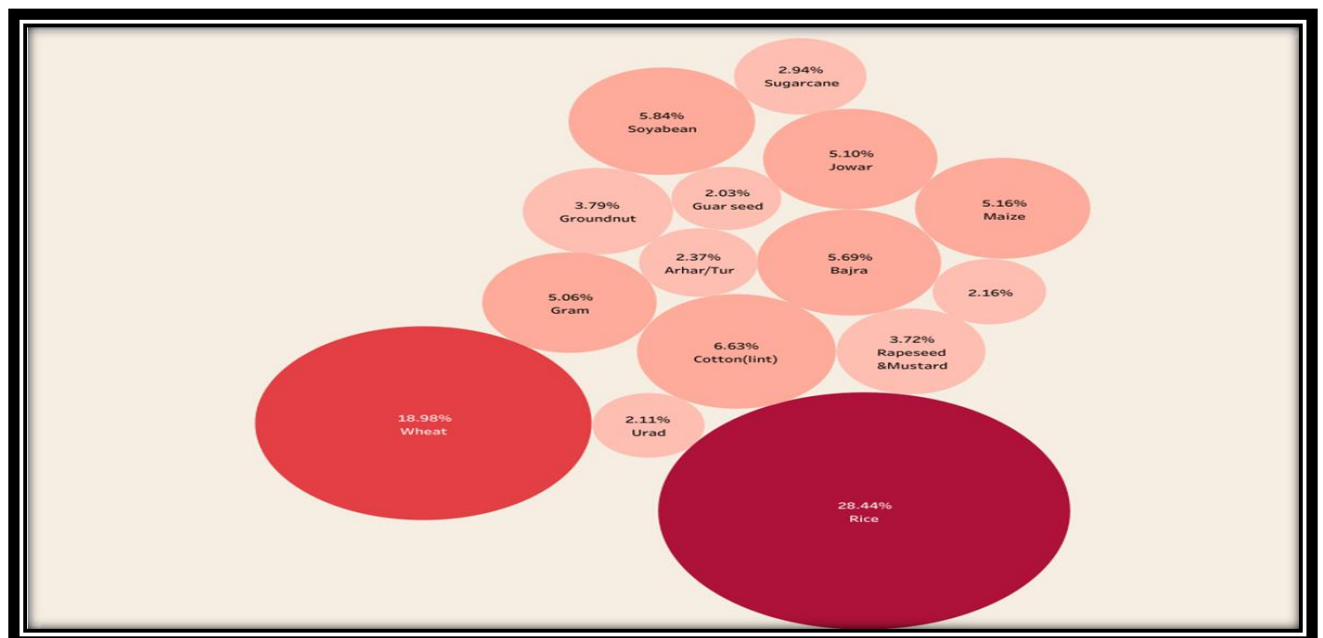 2.94%
Sugarcane
5.84%
Soyabean
5.10%
Jowar
5.16%
Maize
2.03%
Guar seed
3.79%
Groundnut
2.37%
Arhar/Tur
5.69%
Bajra
2.16%
5.06%
Gram
6.63%
Cotton(lint)
3.72%
Rapeseed
&Mustard
18.98%
Wheat
2.11%
Urad
28.44%
Rice